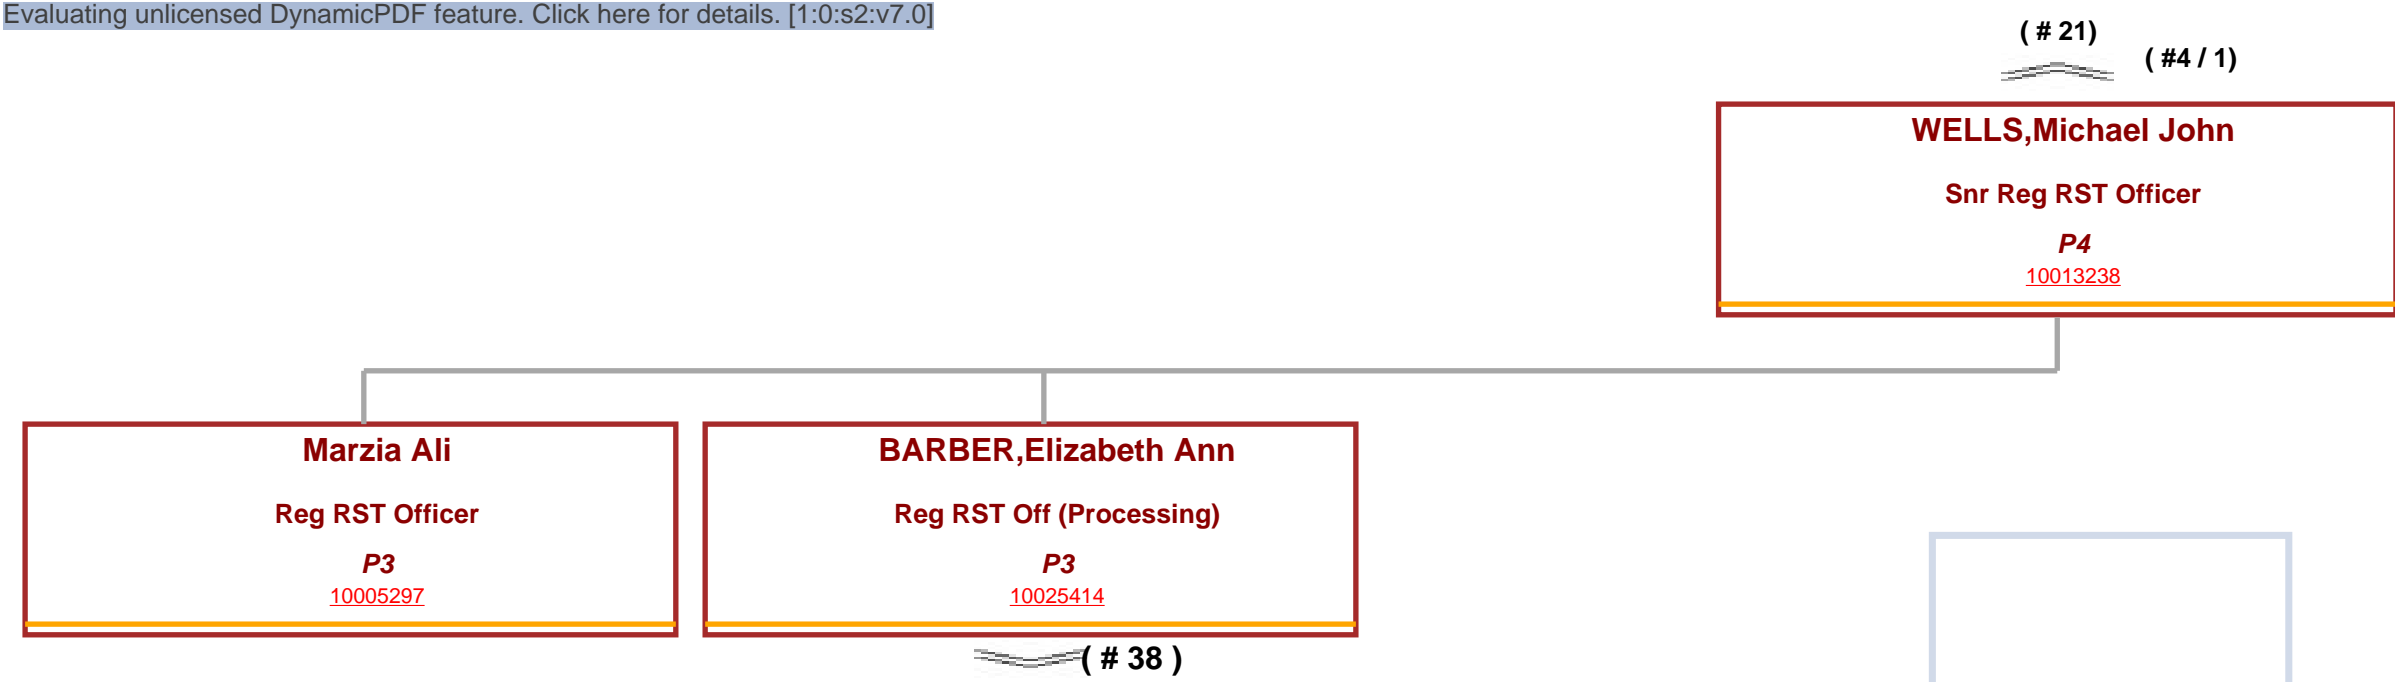 Evaluating unlicensed DynamicPDF feature. Click here for details. [1:0:s2:v7.0]
( # 21)
( #4 / 1)
WELLS,Michael John
Snr Reg RST Officer
P4
10013238
Marzia Ali
Reg RST Officer
P3
10005297
BARBER,Elizabeth Ann
Reg RST Off (Processing)
P3
10025414
( # 38 )